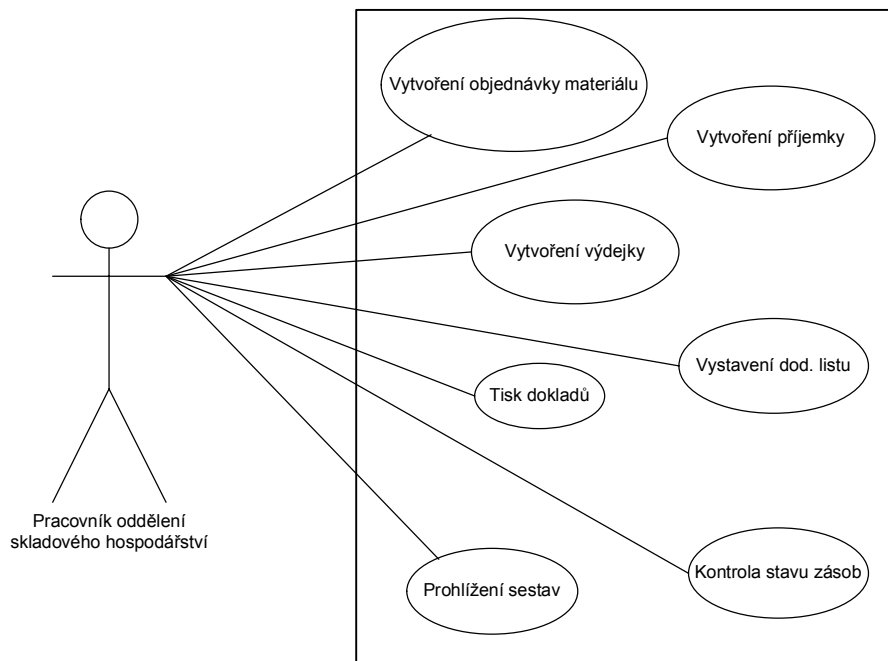 Vytvoření objednávky materiálu
Vytvoření příjemky
Vytvoření výdejky
Vystavení dod. listu
Tisk dokladů
Pracovník oddělení
skladového hospodářství
Kontrola stavu zásob
Prohlížení sestav